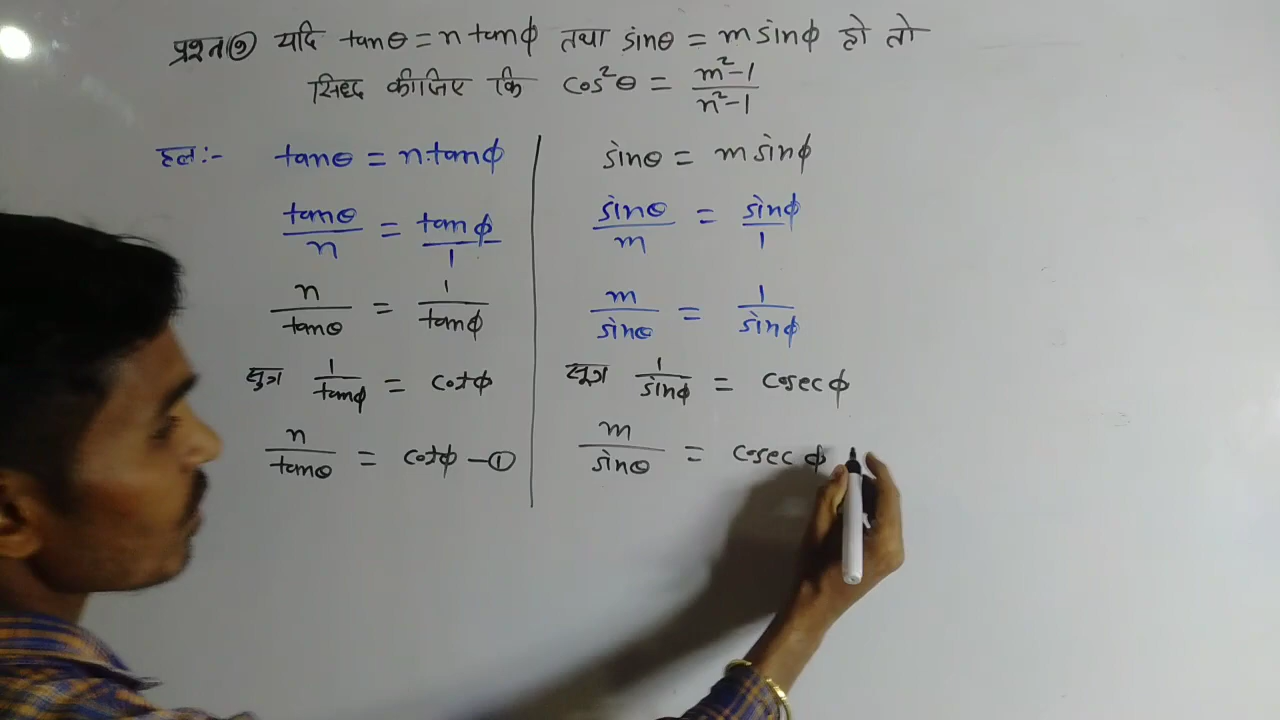 प्रश्न ७ यदि tanθ = n tanϕ तथा sinθ = m sinϕ हो तो
सिध्द कीजिए कि cos²θ = (m²-1)/(n²-1)
हल:- tanθ = n.tanϕ
tanθ/n = tanϕ/1
n/tanθ = 1/tanϕ
सुत्र 1/tanϕ = cotϕ
n/tanθ = cotϕ — ①
sinθ = m sinϕ
sinθ/m = sinϕ/1
m/sinθ = 1/sinϕ
सूत्र 1/sinϕ = cosecϕ
m/sinθ = cosecϕ